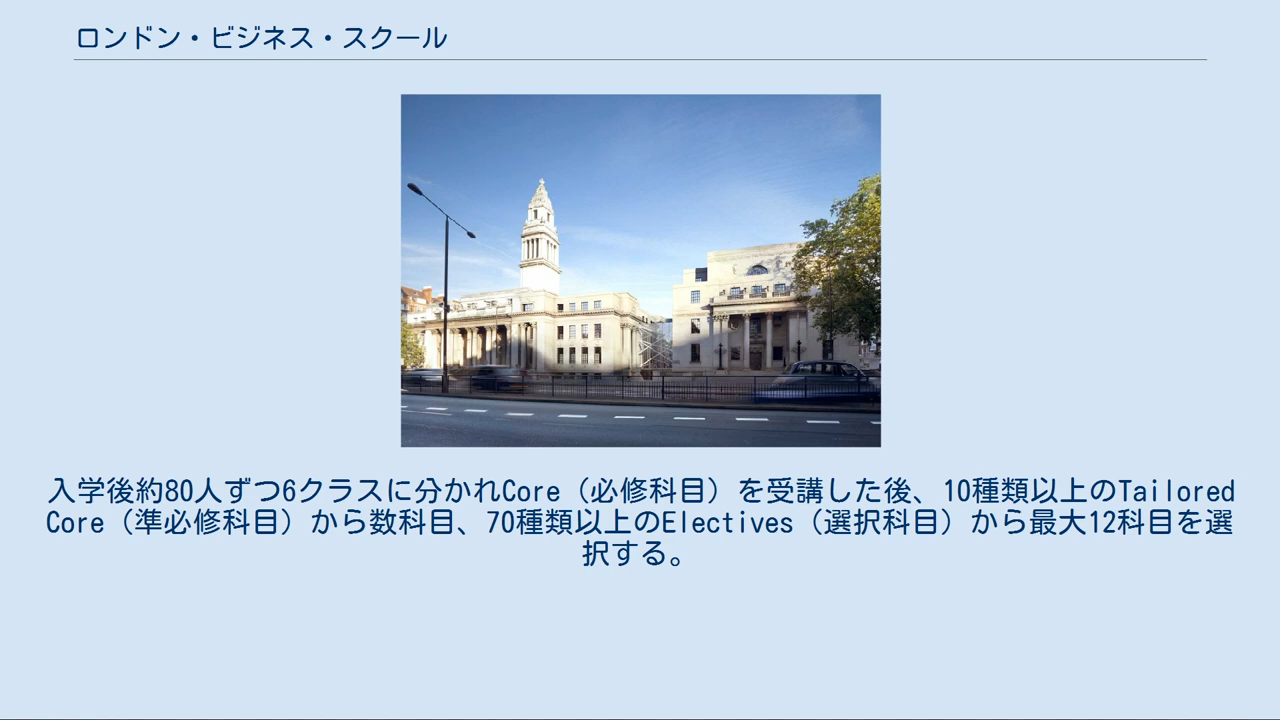 ロンドン・ビジネス・スクール
入学後約80人ずつ6クラスに分かれCore（必修科目）を受講した後、10種類以上のTailored
Core（準必修科目）から数科目、70種類以上のElectives（選択科目）から最大12科目を選
択する。